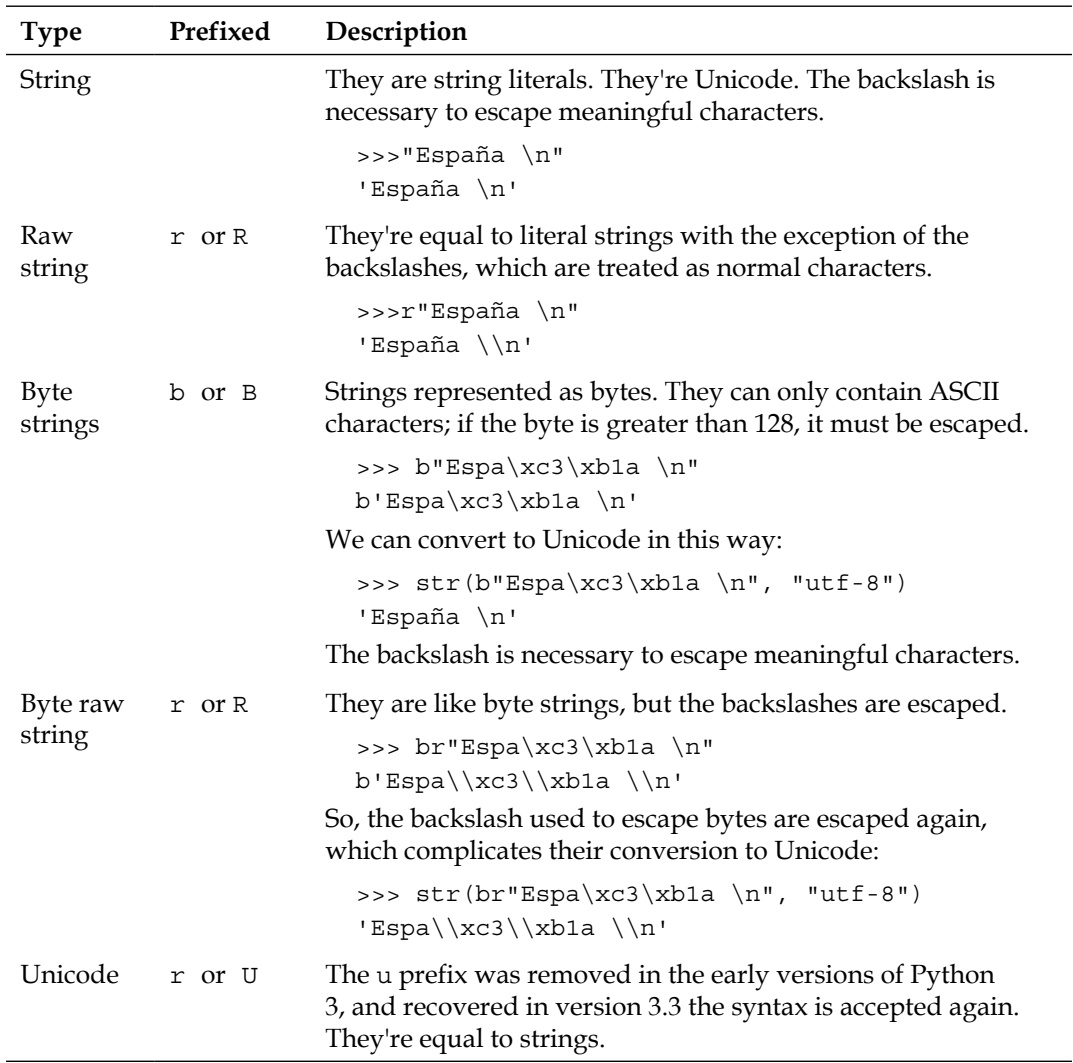 Type Prefixed Description
String They are string literals. They're Unicode. The backslash is
necessary to escape meaningful characters.
>>>"España \n"
'España \n'
Raw r or R They're equal to literal strings with the exception of the
string backslashes, which are treated as normal characters.
>>>r"España \n"
'España \\n'
Byte b or B Strings represented as bytes. They can only contain ASCII
strings characters; if the byte is greater than 128, it must be escaped.
>>> b"Espa\xc3\xb1a \n"
b'Espa\xc3\xb1a \n'
We can convert to Unicode in this way:
>>> str(b"Espa\xc3\xb1a \n", "utf-8")
'España \n'
The backslash is necessary to escape meaningful characters.
Byte raw r or R They are like byte strings, but the backslashes are escaped.
string
>>> br"Espa\xc3\xb1a \n"
b'Espa\\xc3\\xb1a \\n'
So, the backslash used to escape bytes are escaped again,
which complicates their conversion to Unicode:
>>> str(br"Espa\xc3\xb1a \n", "utf-8")
'Espa\\xc3\\xb1a \\n'
Unicode r or U The u prefix was removed in the early versions of Python
3, and recovered in version 3.3 the syntax is accepted again.
They're equal to strings.